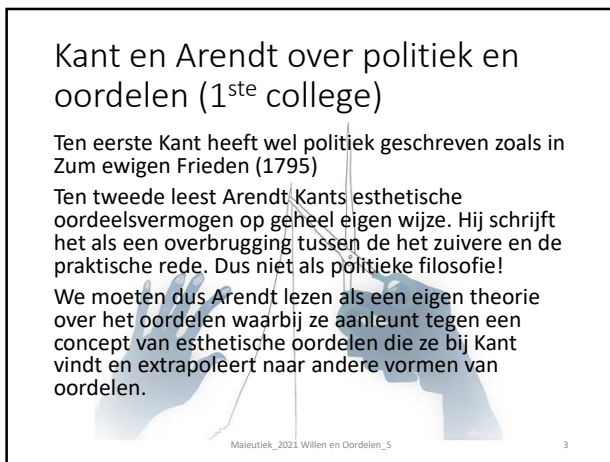 Kant en Arendt over politiek en
oordelen (1ste college)
Ten eerste Kant heeft wel politiek geschreven zoals in
Zum ewigen Frieden (1795)
Ten tweede leest Arendt Kants esthetische
oordeelsvermogen op geheel eigen wijze. Hij schrijft
het als een overbrugging tussen de het zuivere en de
praktische rede. Dus niet als politieke filosofie!
We moeten dus Arendt lezen als een eigen theorie
over het oordelen waarbij ze aanleunt tegen een
concept van esthetische oordelen die ze bij Kant
vindt en extrapoleert naar andere vormen van
oordelen.
Maieutiek_2021 Willen en Oordelen_5
3